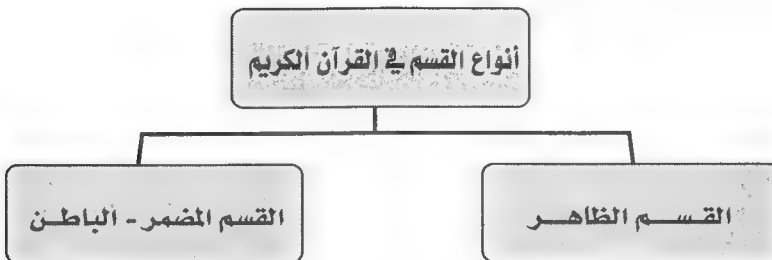 أنواع القسم في القرآن الكريم
القسم الظاهر
القسم المضمر - الباطن